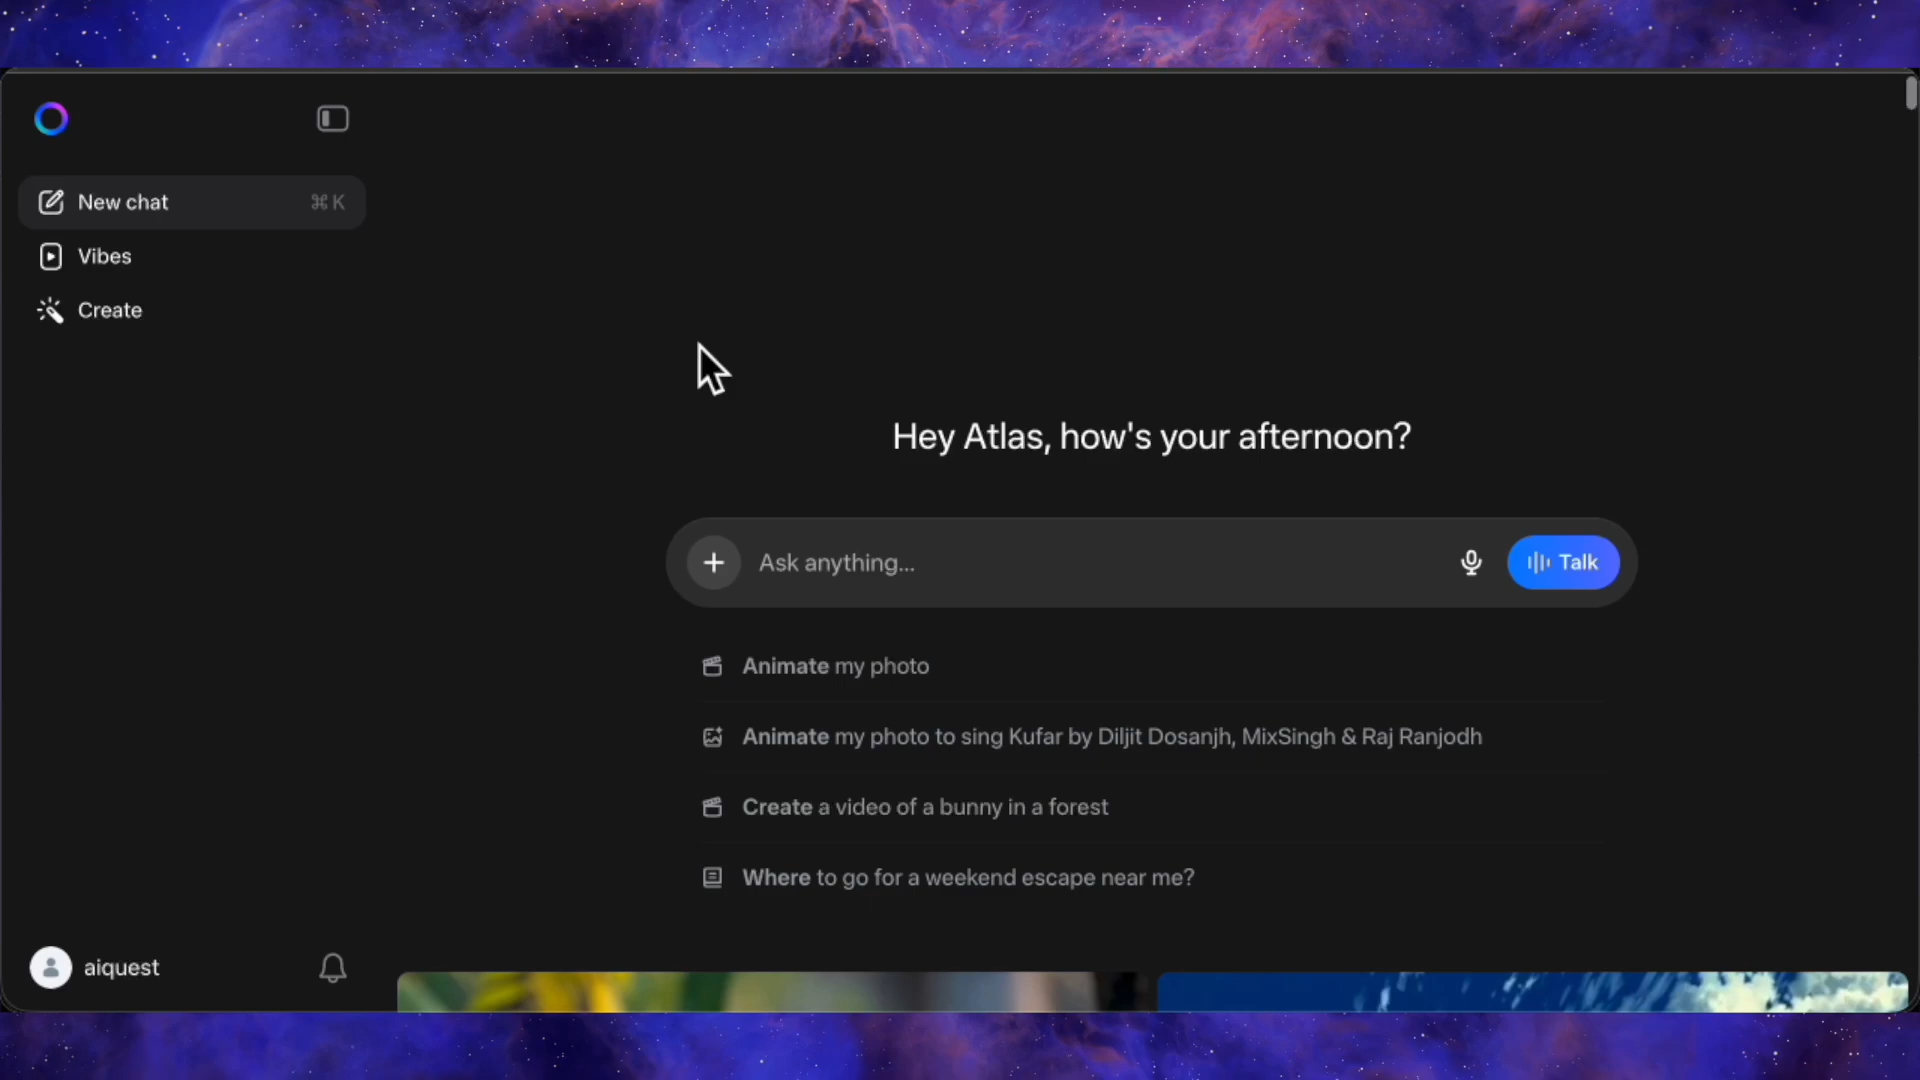 New chat ⌘ K
Vibes
Create
Hey Atlas, how's your afternoon?
Ask anything...
Talk
Animate my photo
Animate my photo to sing Kufar by Diljit Dosanjh, MixSingh & Raj Ranjodh
Create a video of a bunny in a forest
Where to go for a weekend escape near me?
aiquest